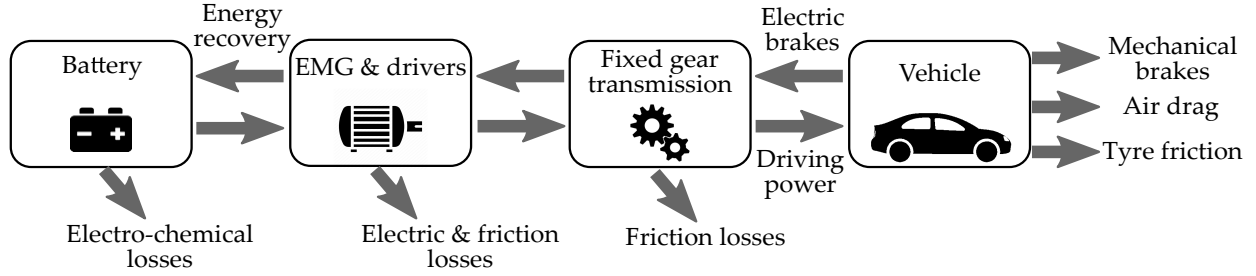 Energy
recovery
Electric
brakes
Battery
EMG & drivers
Fixed gear
transmission
Vehicle
Mechanical
brakes
Air drag
Tyre friction
Driving
power
Electro-chemical
losses
Electric & friction
losses
Friction losses